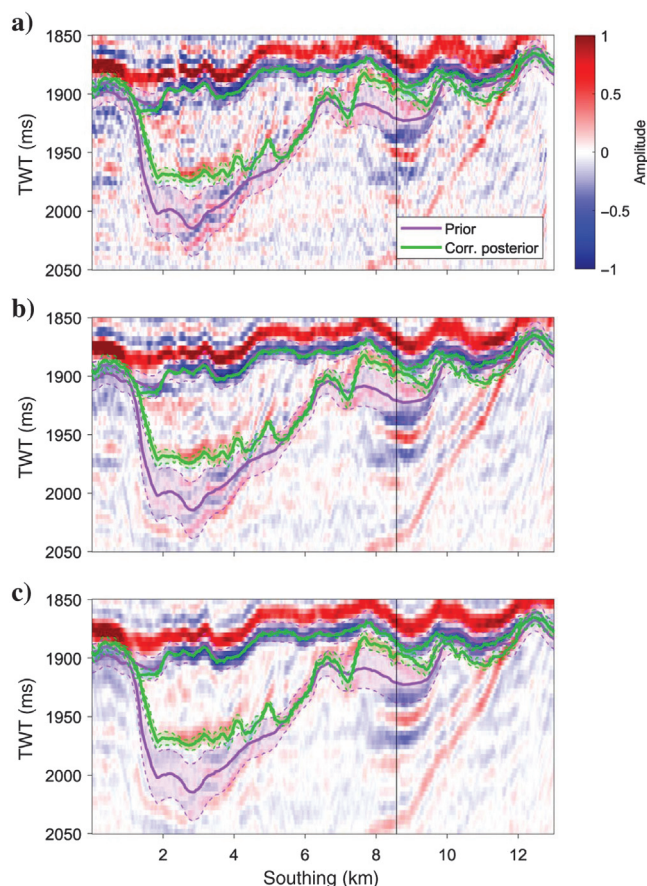 a)
1850
1900
1950
2000
2050
TWT (ms)
Prior
Corr. posterior
1
0.5
0
−0.5
−1
Amplitude
b)
1850
1900
1950
2000
2050
TWT (ms)
c)
1850
1900
1950
2000
2050
TWT (ms)
2 4 6 8 10 12
Southing (km)